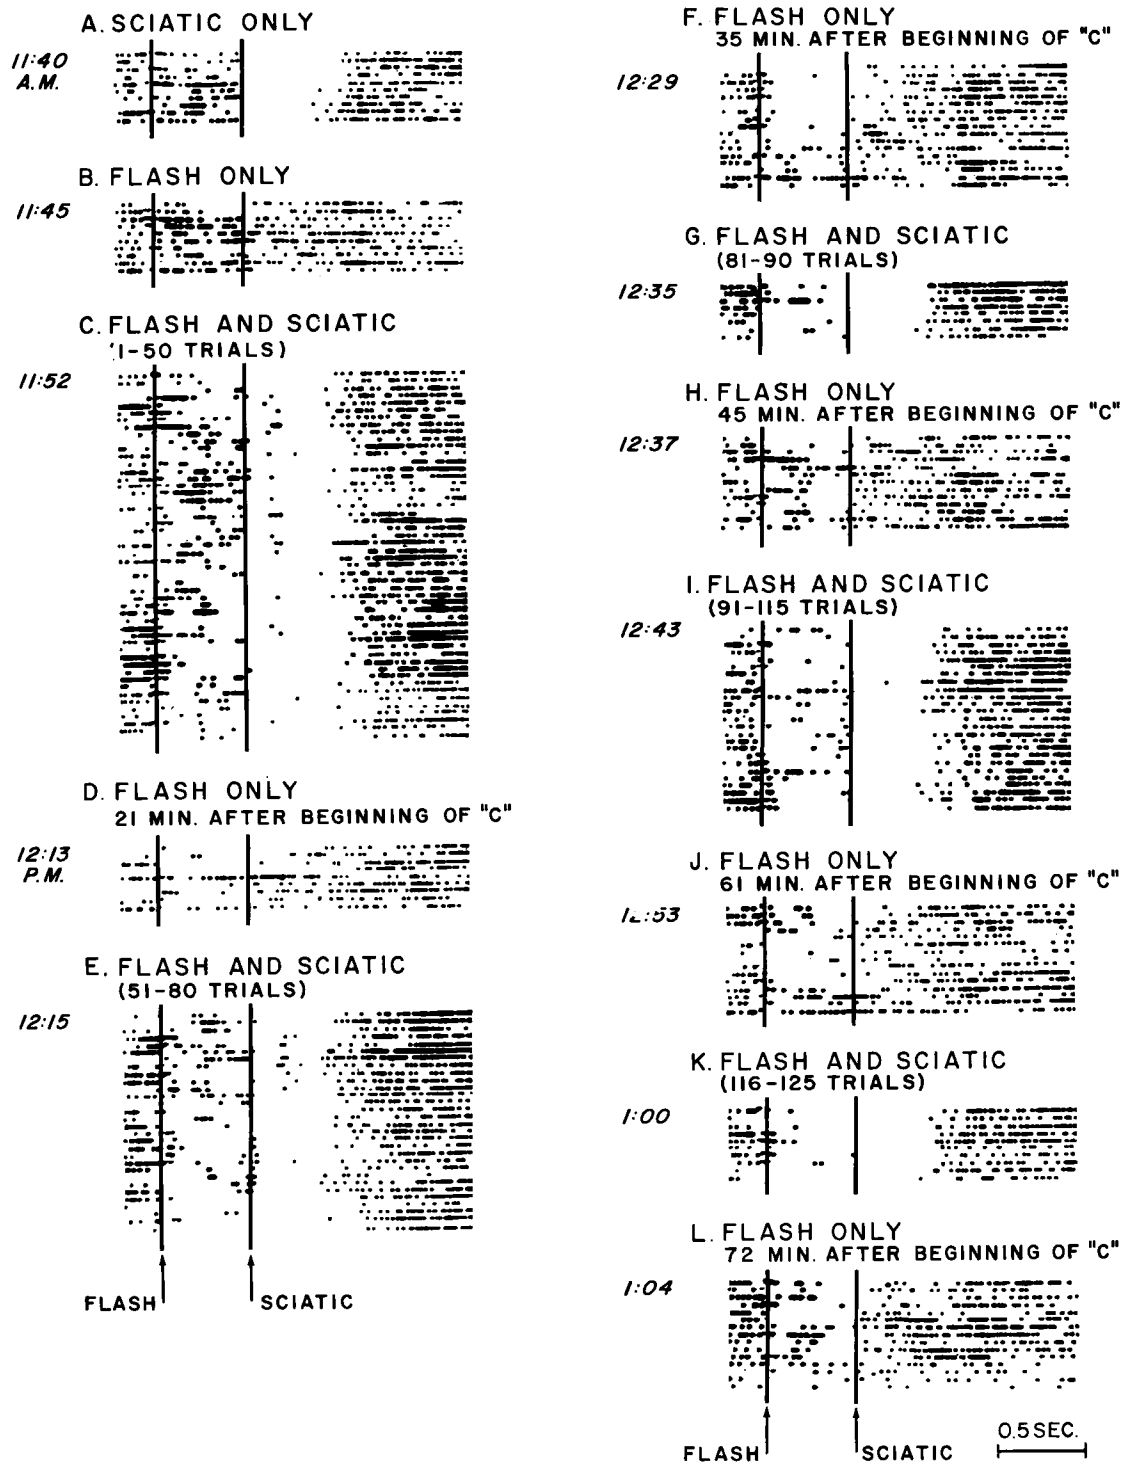 A. SCIATIC ONLY
11:40
A.M.
B. FLASH ONLY
11:45
C. FLASH AND SCIATIC
(1-50 TRIALS)
11:52
D. FLASH ONLY
21 MIN. AFTER BEGINNING OF "C"
12:13
P.M.
E. FLASH AND SCIATIC
(51-80 TRIALS)
12:15
FLASH
SCIATIC
F. FLASH ONLY
35 MIN. AFTER BEGINNING OF "C"
12:29
G. FLASH AND SCIATIC
(81-90 TRIALS)
12:35
H. FLASH ONLY
45 MIN. AFTER BEGINNING OF "C"
12:37
I. FLASH AND SCIATIC
(91-115 TRIALS)
12:43
J. FLASH ONLY
61 MIN. AFTER BEGINNING OF "C"
12:53
K. FLASH AND SCIATIC
(116-125 TRIALS)
1:00
L. FLASH ONLY
72 MIN. AFTER BEGINNING OF "C"
1:04
FLASH
SCIATIC
0.5 SEC.